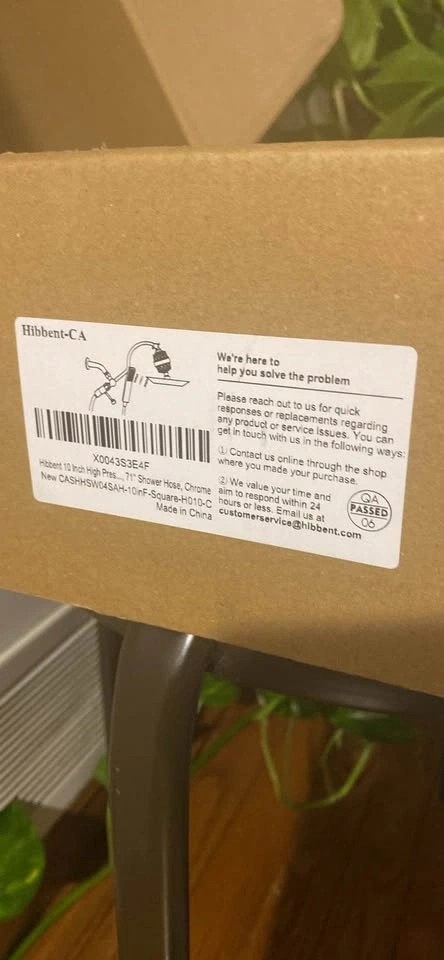 Hibbent-CA
X0043S3E4F
Hibbent 10 Inch High Pres..., 71" Shower Hose, Chrome
New CASHHSW04SAH-10inF-Square-H010-C
Made in China
We're here to
help you solve the problem
Please reach out to us for quick
responses or replacements regarding
any product or service issues. You can
get in touch with us in the following ways:
① Contact us online through the shop
where you made your purchase.
② We value your time and
aim to respond within 24
hours or less. Email us at
customerservice@hibbent.com
QA
PASSED
06